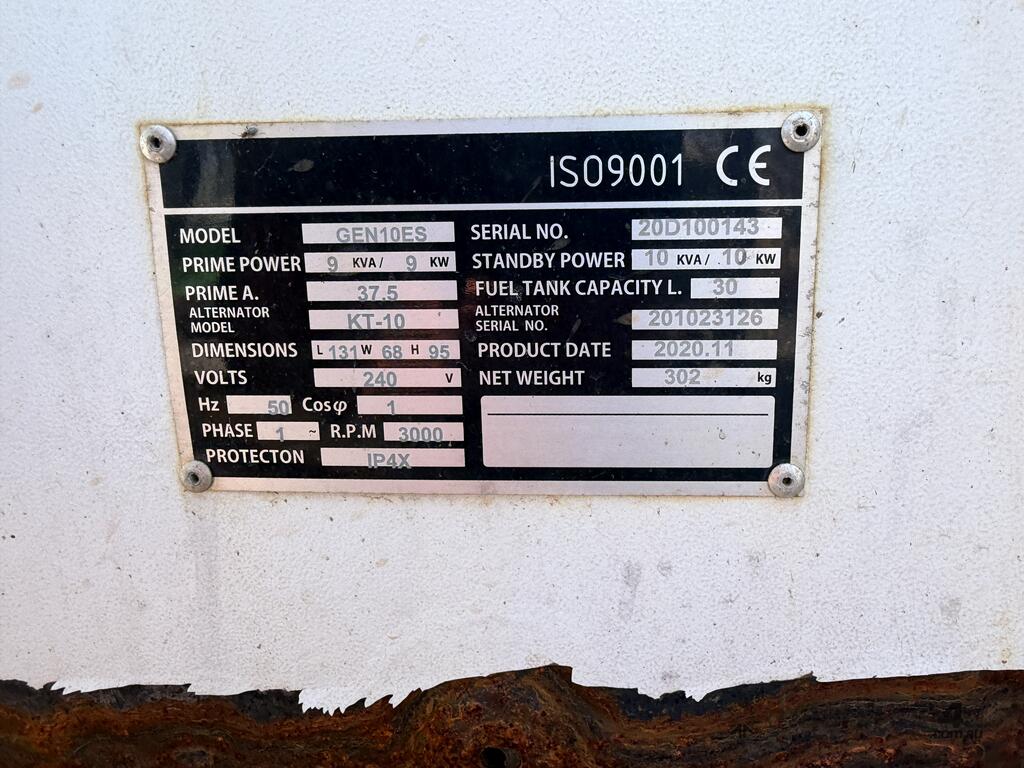 ISO9001 CE
MODEL GEN10ES SERIAL NO. 20D100143
PRIME POWER 9 KVA/ 9 KW STANDBY POWER 10 KVA/ 10 KW
PRIME A. 37.5 FUEL TANK CAPACITY L. 30
ALTERNATOR MODEL KT-10 ALTERNATOR SERIAL NO. 201023126
DIMENSIONS L 131 W 68 H 95 PRODUCT DATE 2020.11
VOLTS 240 V NET WEIGHT 302 kg
Hz 50 Cosφ 1
PHASE 1 ~ R.P.M 3000
PROTECTON IP4X
.com.au